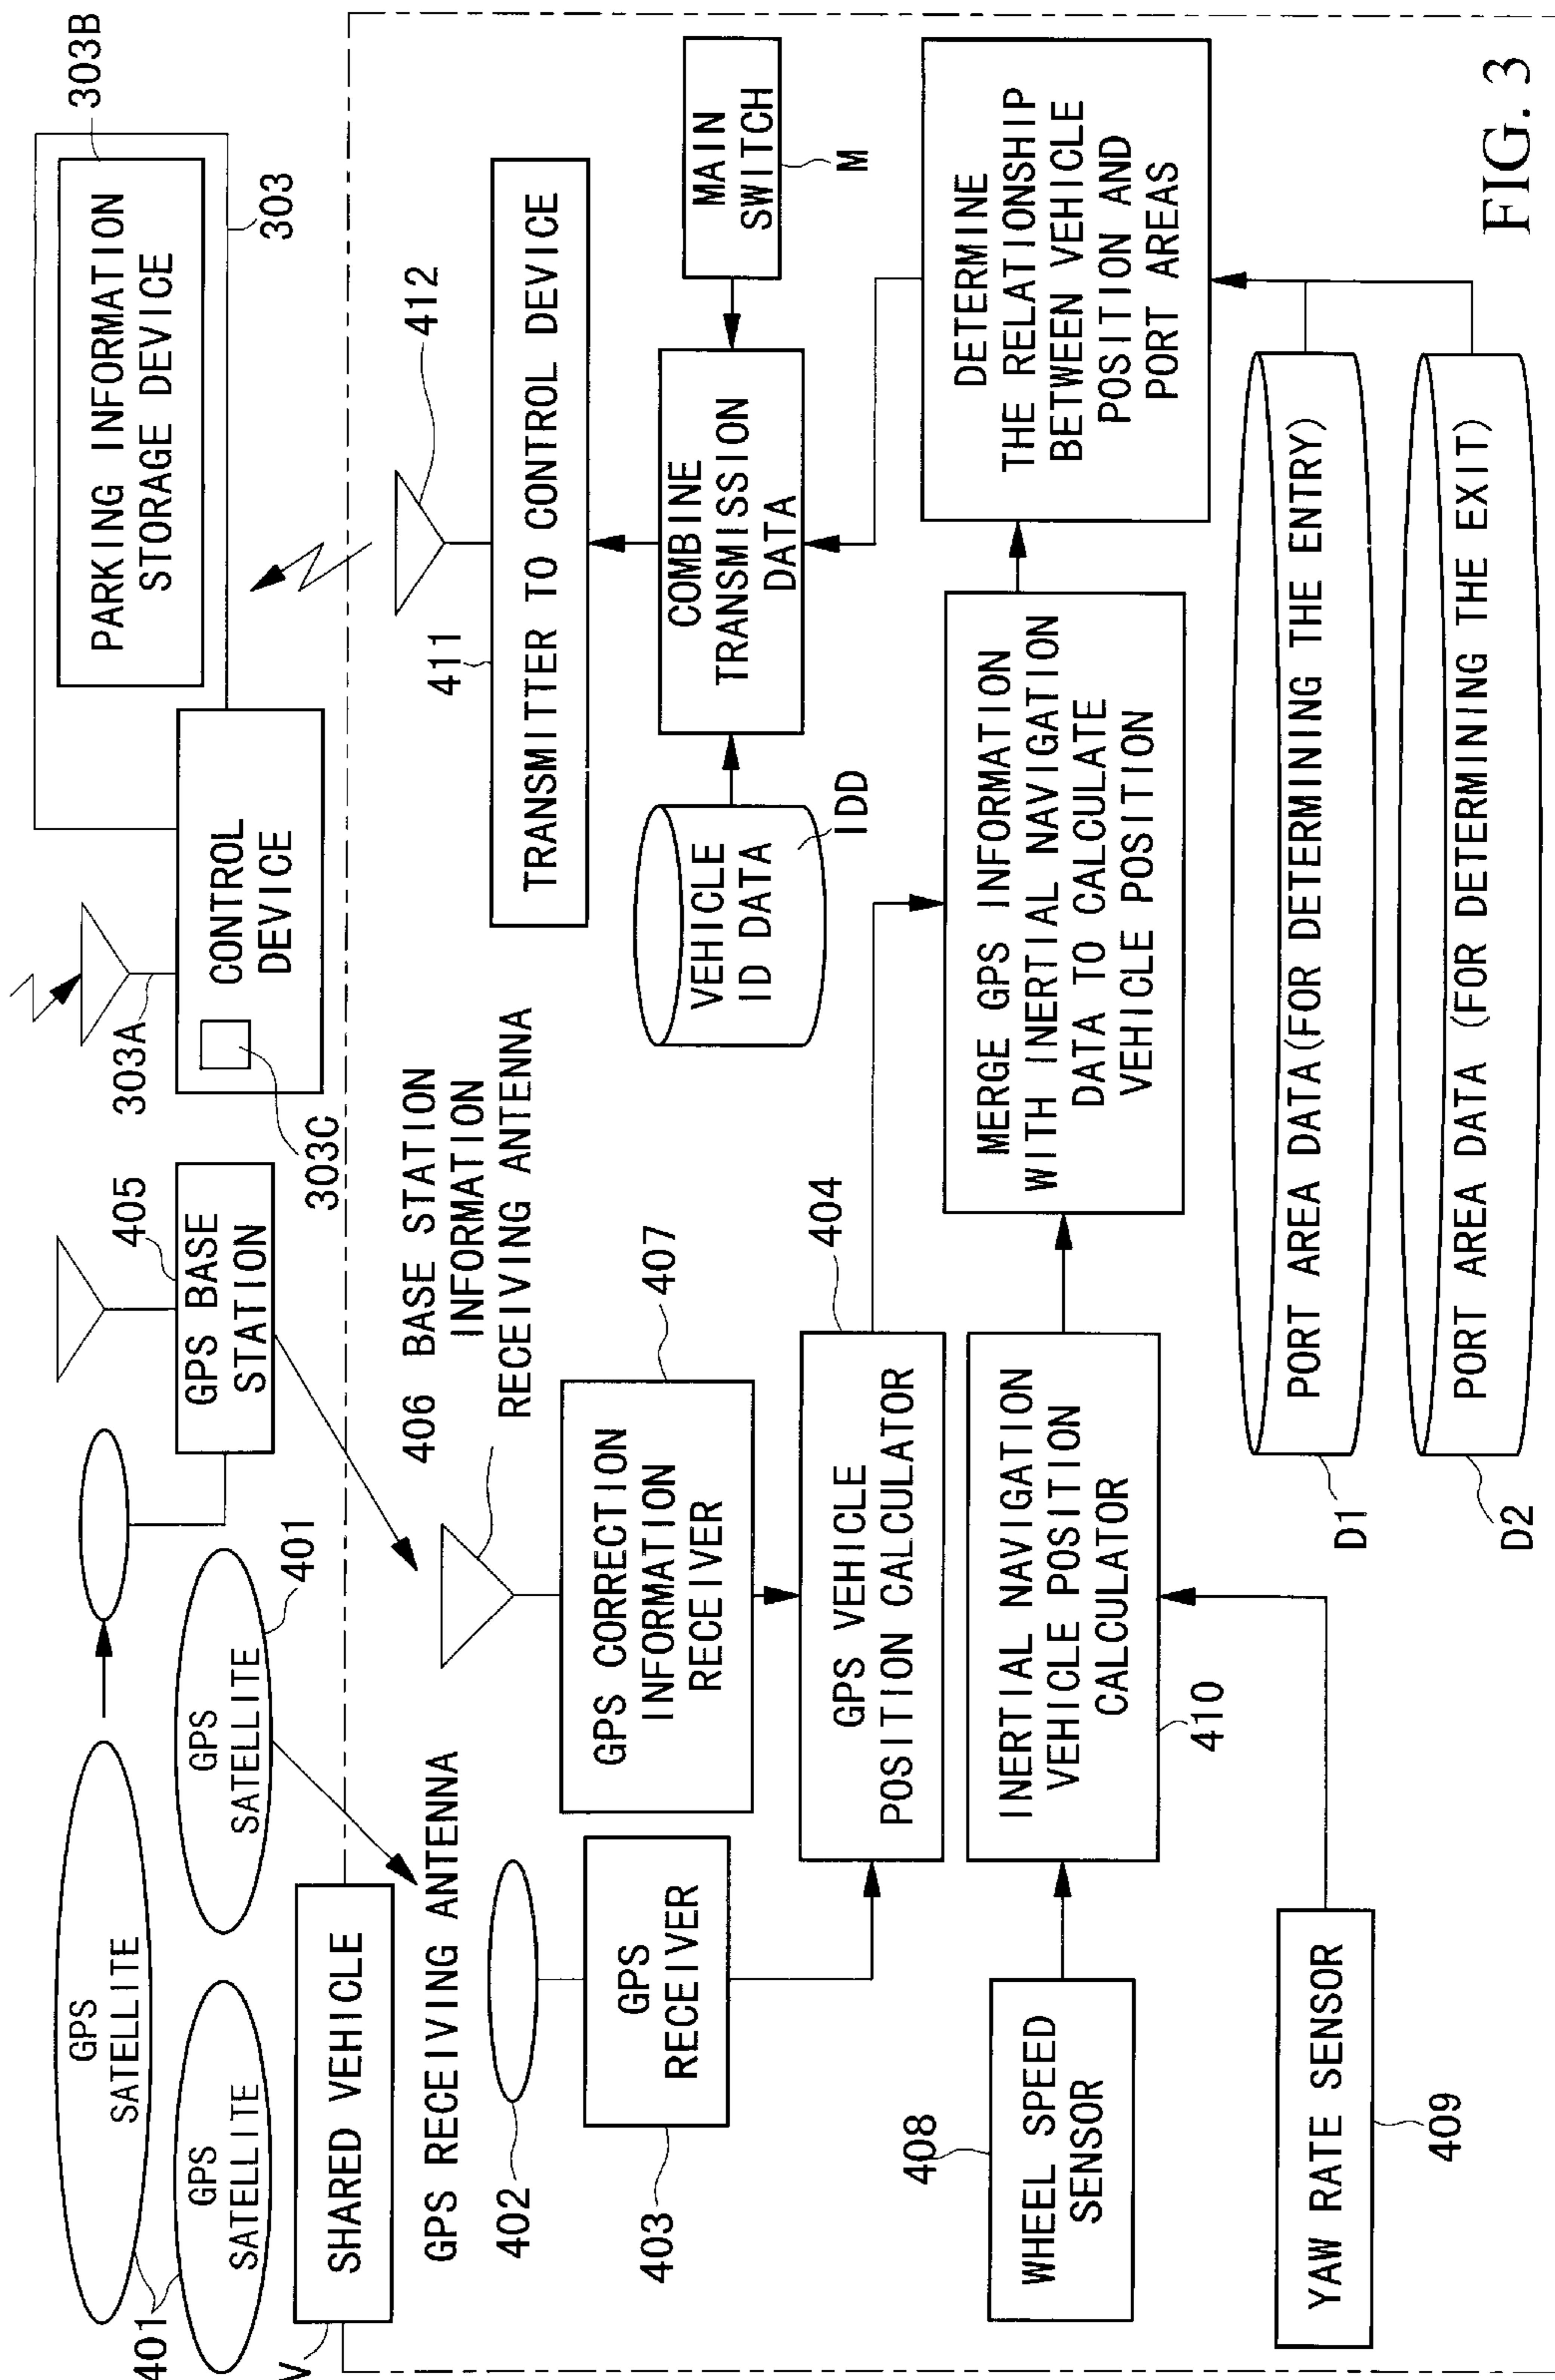 GPS
SATELLITE
GPS
SATELLITE
GPS
SATELLITE
401
401
405
GPS BASE
STATION
303A
CONTROL
DEVICE
303C
PARKING INFORMATION
STORAGE DEVICE
303B
303
V
SHARED VEHICLE
GPS RECEIVING ANTENNA
402
GPS
RECEIVER
403
406 BASE STATION
INFORMATION
RECEIVING ANTENNA
GPS CORRECTION
INFORMATION
RECEIVER
407
412
411
TRANSMITTER TO CONTROL DEVICE
MAIN
SWITCH
M
COMBINE
TRANSMISSION
DATA
VEHICLE
ID DATA
IDD
GPS VEHICLE
POSITION CALCULATOR
404
408
WHEEL SPEED
SENSOR
INERTIAL NAVIGATION
VEHICLE POSITION
CALCULATOR
410
MERGE GPS INFORMATION
WITH INERTIAL NAVIGATION
DATA TO CALCULATE
VEHICLE POSITION
DETERMINE
THE RELATIONSHIP
BETWEEN VEHICLE
POSITION AND
PORT AREAS
YAW RATE SENSOR
409
PORT AREA DATA(FOR DETERMINING THE ENTRY)
D1
PORT AREA DATA (FOR DETERMINING THE EXIT)
D2
FIG. 3